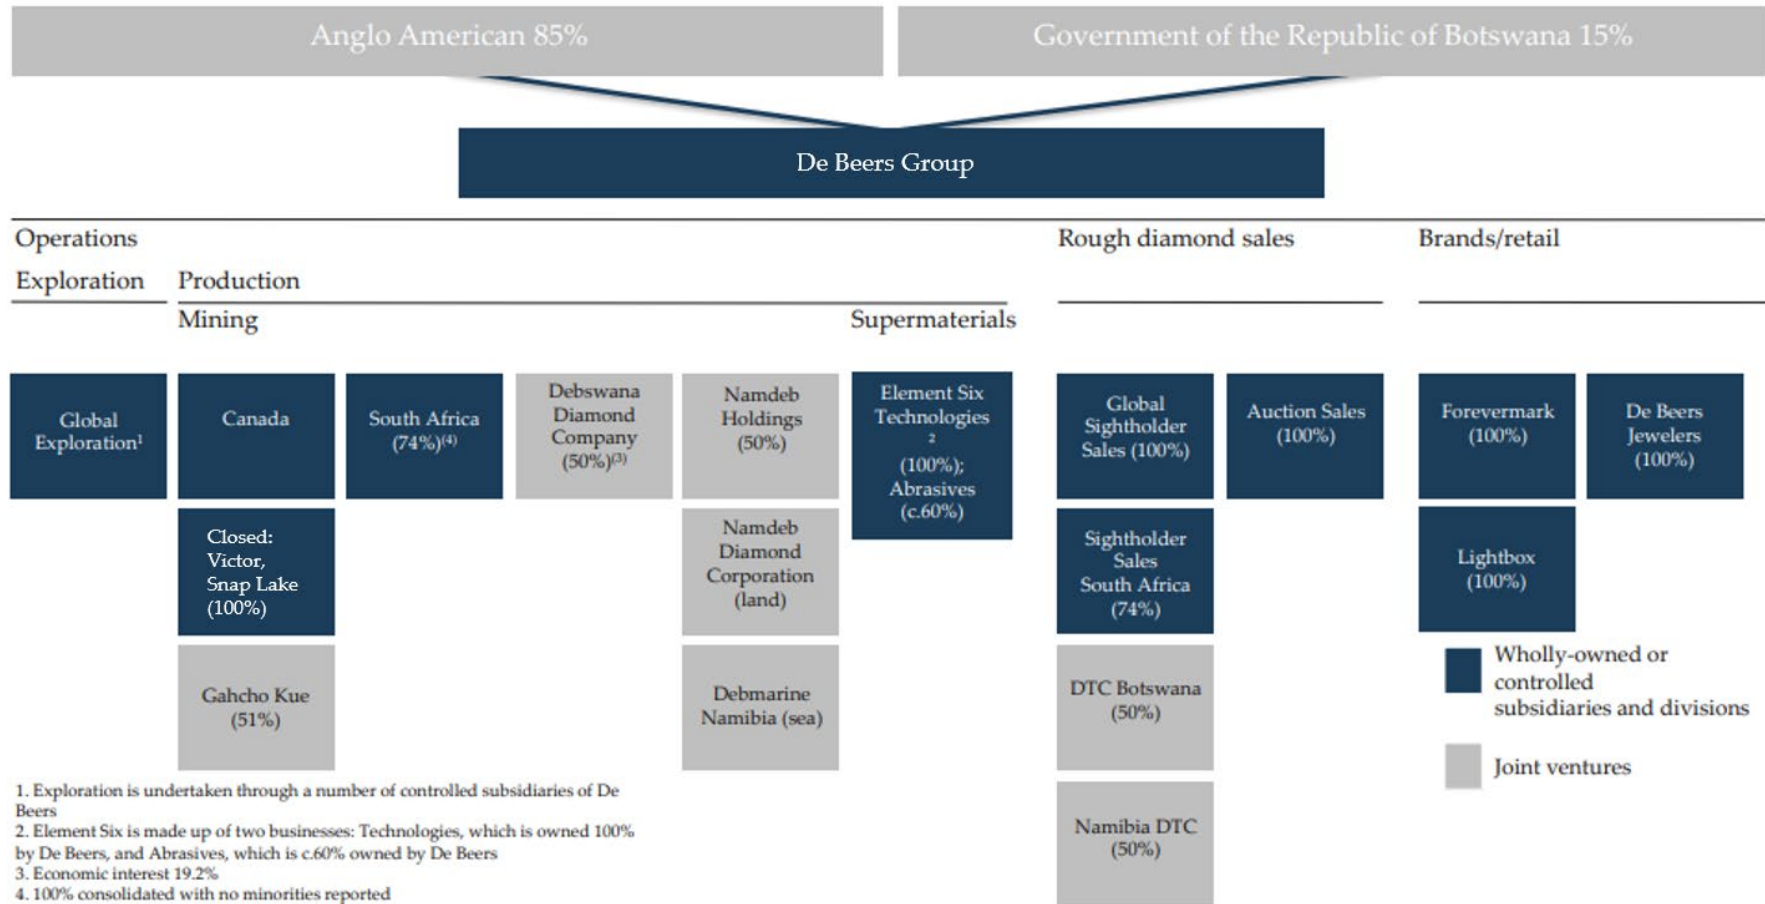 Anglo American 85%
Government of the Republic of Botswana 15%
De Beers Group
Operations
Rough diamond sales
Brands/retail
Exploration
Production
Mining
Supermaterials
Global
Exploration¹
Canada
South Africa
(74%)⁽⁴⁾
Debswana
Diamond
Company
(50%)⁽³⁾
Namdeb
Holdings
(50%)
Element Six
Technologies
²
(100%);
Abrasives
(c.60%)
Global
Sightholder
Sales (100%)
Auction Sales
(100%)
Forevermark
(100%)
De Beers
Jewelers
(100%)
Closed:
Victor,
Snap Lake
(100%)
Namdeb
Diamond
Corporation
(land)
Sightholder
Sales
South Africa
(74%)
Lightbox
(100%)
Gahcho Kue
(51%)
Debmarine
Namibia (sea)
DTC Botswana
(50%)
Namibia DTC
(50%)
Wholly-owned or
controlled
subsidiaries and divisions
Joint ventures
1. Exploration is undertaken through a number of controlled subsidiaries of De
Beers
2. Element Six is made up of two businesses: Technologies, which is owned 100%
by De Beers, and Abrasives, which is c.60% owned by De Beers
3. Economic interest 19.2%
4. 100% consolidated with no minorities reported